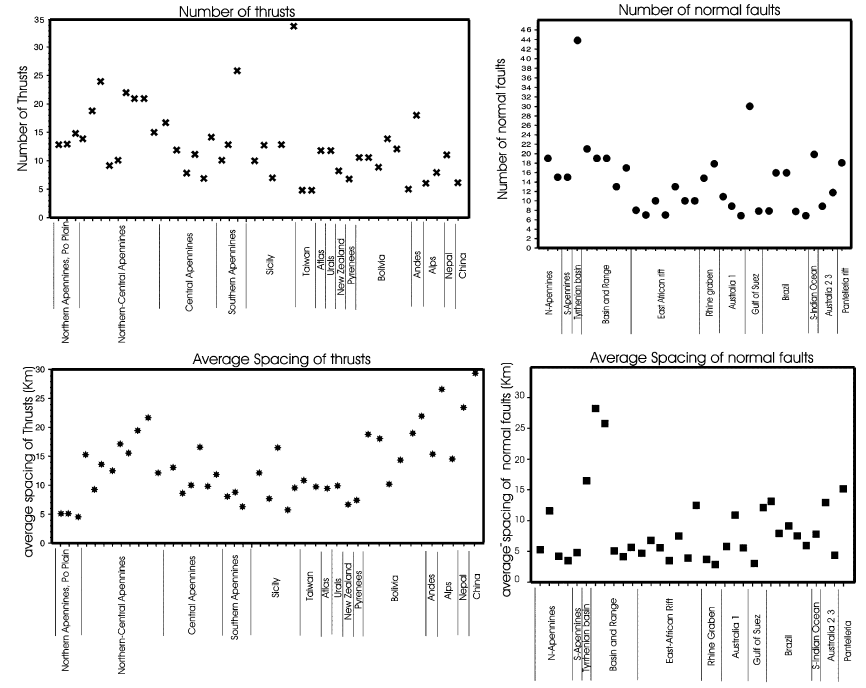 Number of thrusts
Number of Thrusts
35
30
25
20
15
10
5
0
Northern Apennines, Po Plain
Northern-Central Apennines
Central Apennines
Southern Apennines
Sicily
Taiwan
Atlas
Urals
New Zealand
Pyrenees
Bolivia
Andes
Alps
Nepal
China
Number of normal faults
Number of normal faults
46
44
42
40
38
36
34
32
30
28
26
24
22
20
18
16
14
12
10
8
6
4
2
0
N-Apennines
S-Apennines
Tyrrhenian basin
Basin and Range
East African rift
Rhine graben
Australia 1
Gulf of Suez
Brazil
S-Indian Ocean
Australia 2 3
Pantelleria rift
Average Spacing of thrusts
average spacing of Thrusts (Km)
30
25
20
15
10
5
0
Northern Apennines, Po Plain
Northern-Central Apennines
Central Apennines
Southern Apennines
Sicily
Taiwan
Atlas
Urals
New Zealand
Pyrenees
Bolivia
Andes
Alps
Nepal
China
Average Spacing of normal faults
average-spacing of normal faults (Km)
30
25
20
15
10
5
0
N-Apennines
S-Apennines
Tyrrhenian basin
Basin and Range
East-African Rift
Rhine Graben
Australia 1
Gulf of Suez
Brazil
S-Indian Ocean
Australia 2 3
Pantelleria